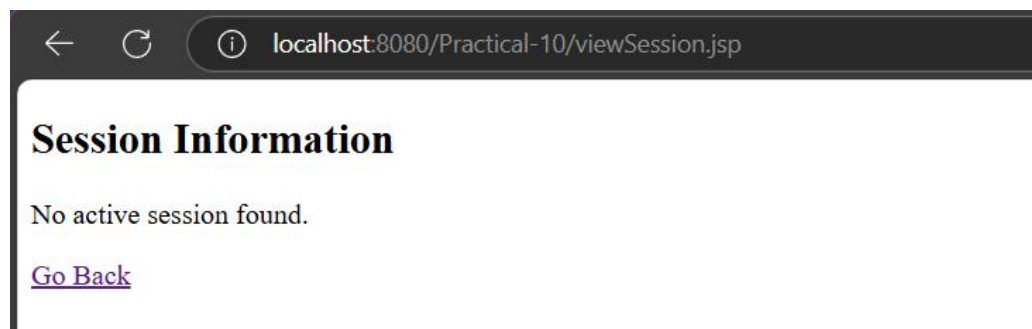 localhost:8080/Practical-10/viewSession.jsp
Session Information
No active session found.
Go Back